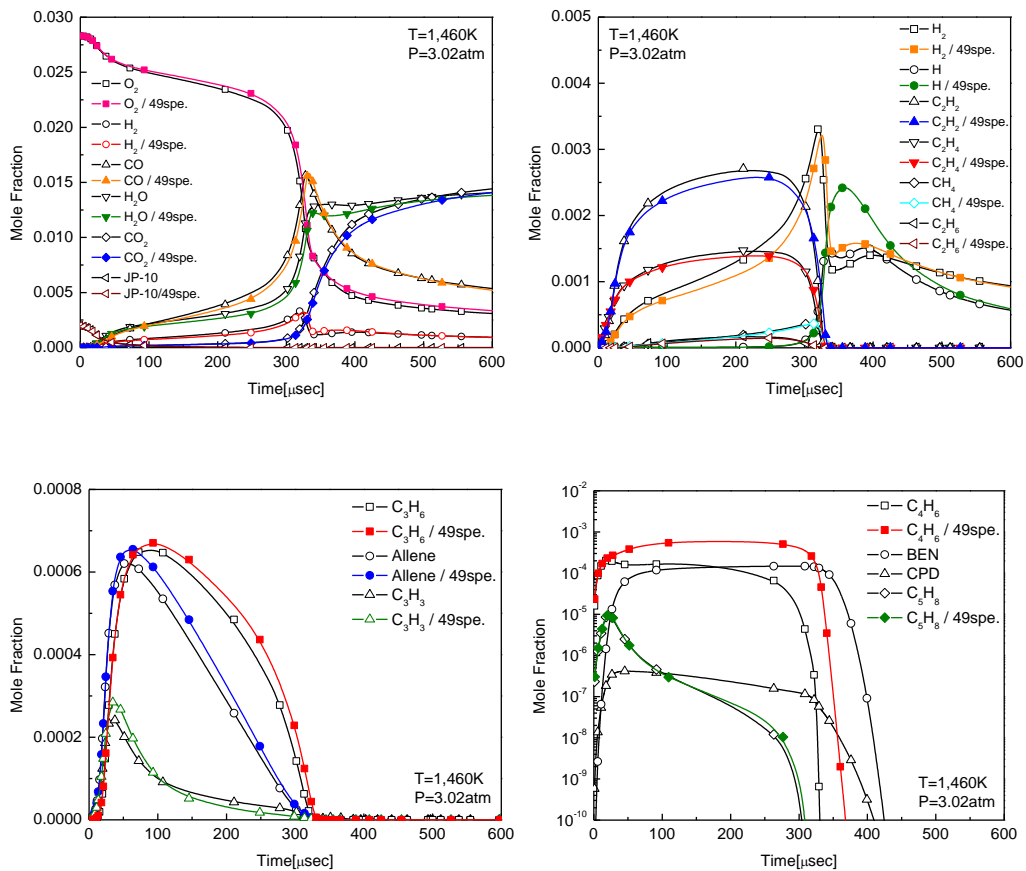 0.030
0.025
0.020
0.015
0.010
0.005
0.000
Mole Fraction
T=1,460K
P=3.02atm
O₂
O₂ / 49spe.
H₂
H₂ / 49spe.
CO
CO / 49spe.
H₂O
H₂O / 49spe.
CO₂
CO₂ / 49spe.
JP-10
JP-10/49spe.
0 100 200 300 400 500 600
Time[μsec]
0.005
0.004
0.003
0.002
0.001
0.000
Mole Fraction
T=1,460K
P=3.02atm
H₂
H₂ / 49spe.
H
H / 49spe.
C₂H₂
C₂H₂ / 49spe.
C₂H₄
C₂H₄ / 49spe.
CH₄
CH₄ / 49spe.
C₂H₆
C₂H₆ / 49spe.
0 100 200 300 400 500 600
Time[μsec]
0.0008
0.0006
0.0004
0.0002
0.0000
Mole Fraction
C₃H₆
C₃H₆ / 49spe.
Allene
Allene / 49spe.
C₃H₃
C₃H₃ / 49spe.
T=1,460K
P=3.02atm
0 100 200 300 400 500 600
Time[μsec]
10⁻²
10⁻³
10⁻⁴
10⁻⁵
10⁻⁶
10⁻⁷
10⁻⁸
10⁻⁹
10⁻¹⁰
Mole Fraction
C₄H₆
C₄H₆ / 49spe.
BEN
CPD
C₅H₈
C₅H₈ / 49spe.
T=1,460K
P=3.02atm
0 100 200 300 400 500 600
Time[μsec]